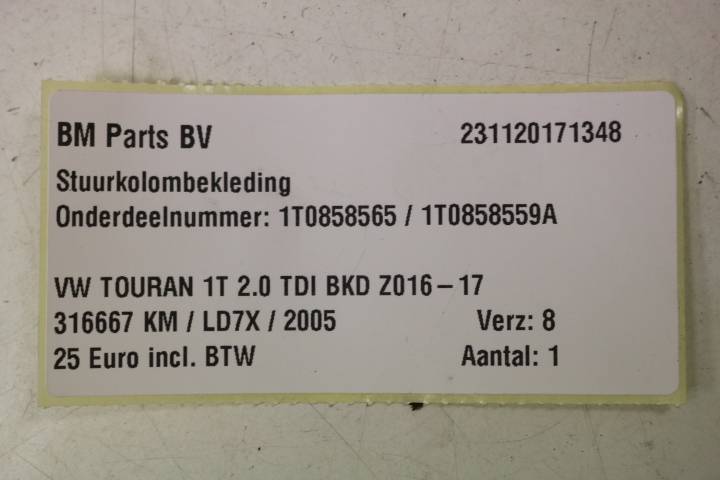 BM Parts BV 231120171348
Stuurkolombekleding
Onderdeelnummer: 1T0858565 / 1T0858559A
VW TOURAN 1T 2.0 TDI BKD Z016-17
316667 KM / LD7X / 2005 Verz: 8
25 Euro incl. BTW Aantal: 1